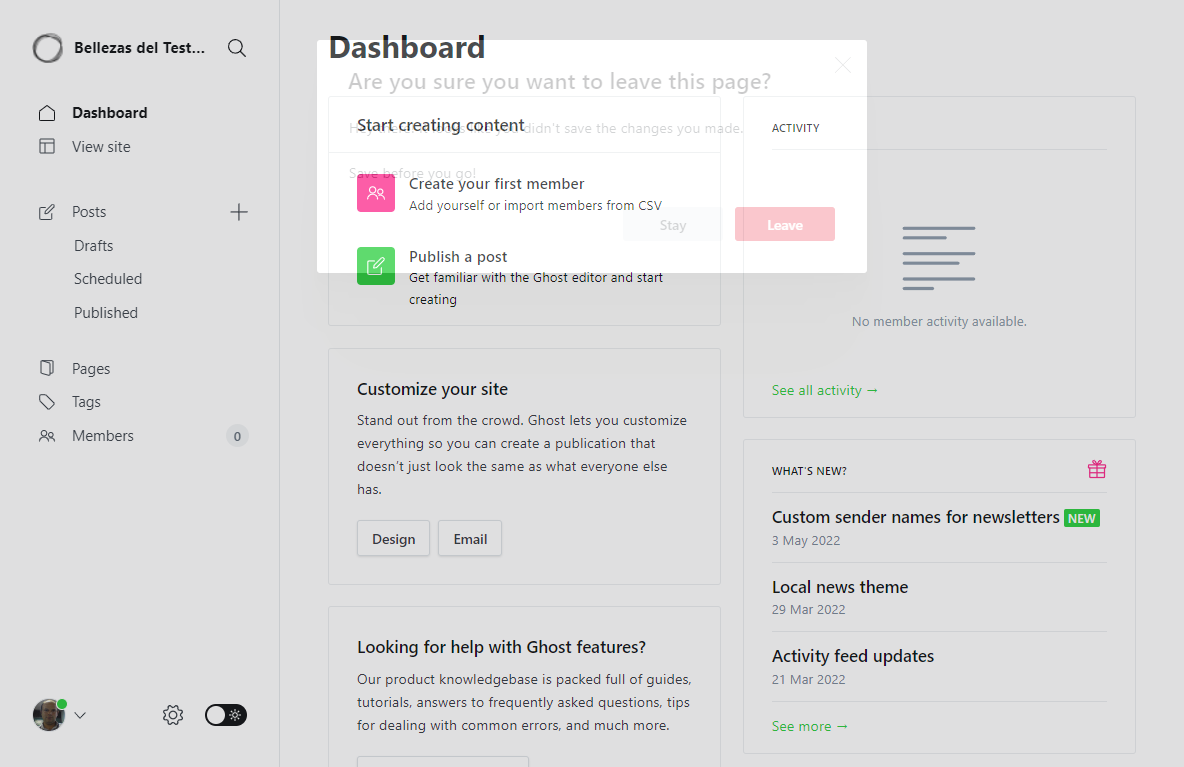 Bellezas del Test...
Dashboard
View site
Posts
Drafts
Scheduled
Published
Pages
Tags
Members
0
Dashboard
Are you sure you want to leave this page?
Start creating content
didn't save the changes you made.
Save before you go!
Create your first member
Add yourself or import members from CSV
Stay
Leave
Publish a post
Get familiar with the Ghost editor and start
creating
Customize your site
Stand out from the crowd. Ghost lets you customize
everything so you can create a publication that
doesn't just look the same as what everyone else
has.
Design
Email
Looking for help with Ghost features?
Our product knowledgebase is packed full of guides,
tutorials, answers to frequently asked questions, tips
for dealing with common errors, and much more.
ACTIVITY
No member activity available.
See all activity →
WHAT'S NEW?
Custom sender names for newsletters NEW
3 May 2022
Local news theme
29 Mar 2022
Activity feed updates
21 Mar 2022
See more →